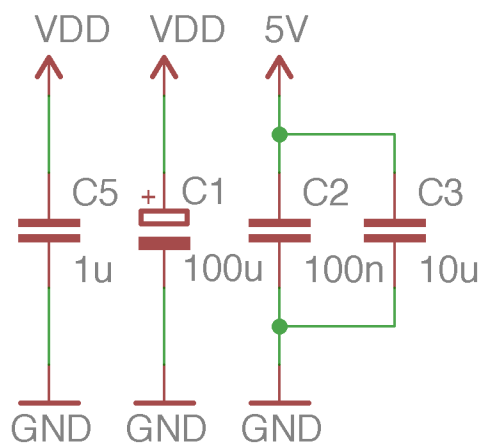 VDD VDD 5V
C5 + C1 C2 C3
1u 100u 100n 10u
GND GND GND